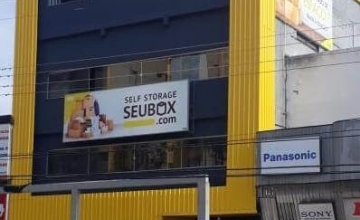 SELF STORAGE
SEUBOX
.com
Panasonic
SONY